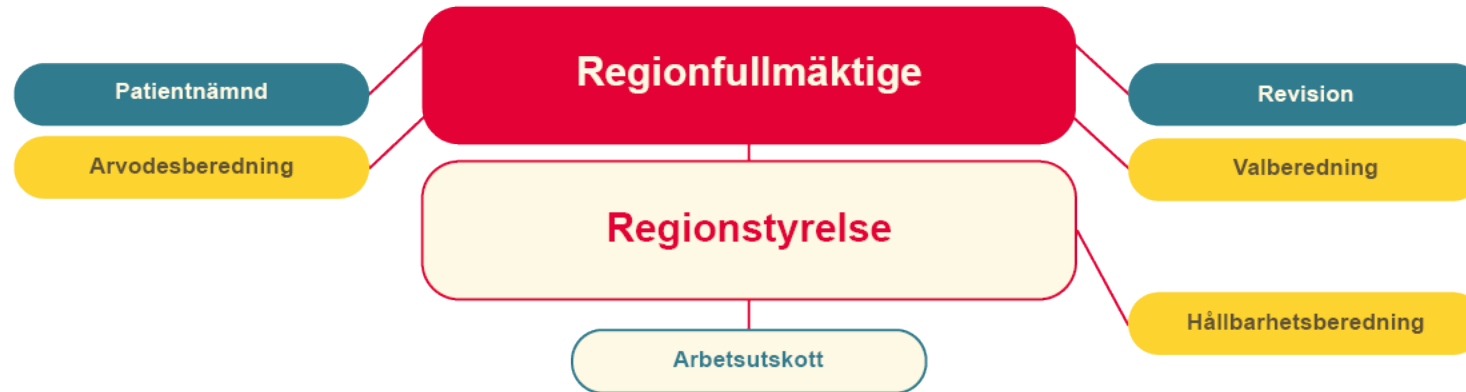 Regionfullmäktige
Patientnämnd
Revision
Arvodesberedning
Valberedning
Regionstyrelse
Hållbarhetsberedning
Arbetsutskott